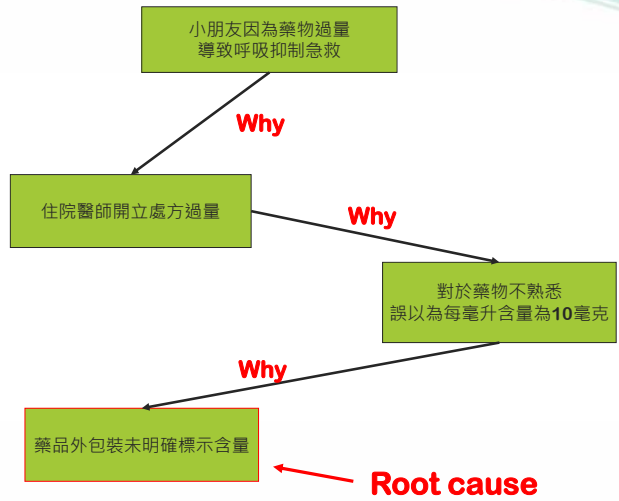 小朋友因為藥物過量
導致呼吸抑制急救
Why
住院醫師開立處方過量
Why
對於藥物不熟悉
誤以為每毫升含量為10毫克
Why
藥品外包裝未明確標示含量
Root cause